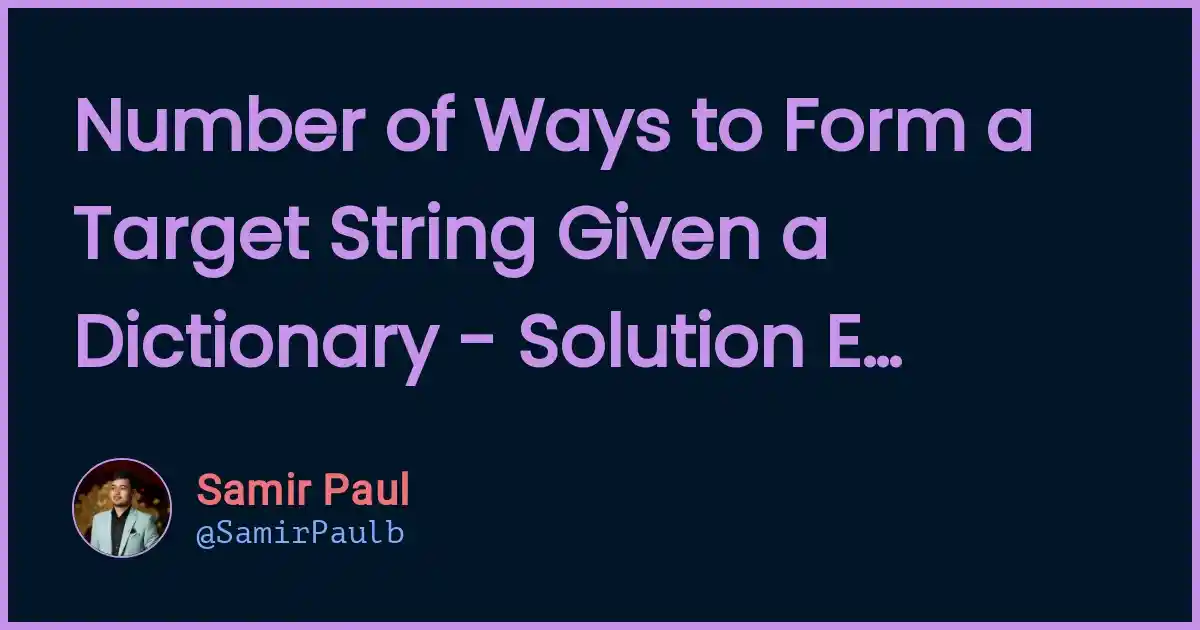 Number of Ways to Form a
Target String Given a
Dictionary - Solution E...
Samir Paul
@SamirPaulb